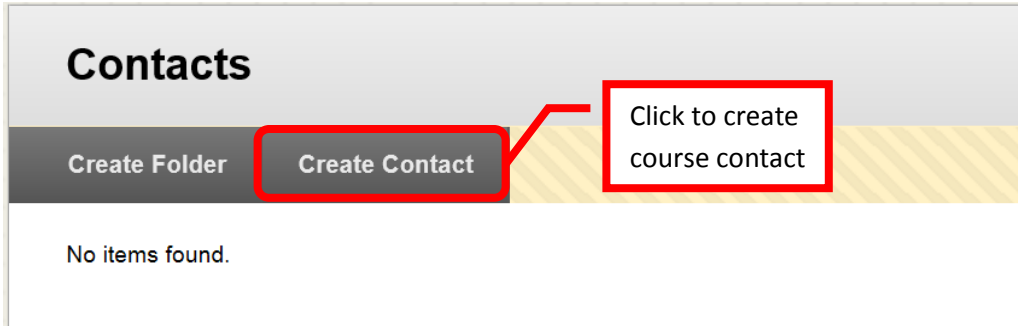 Contacts
Click to create
course contact
Create Folder Create Contact
No items found.